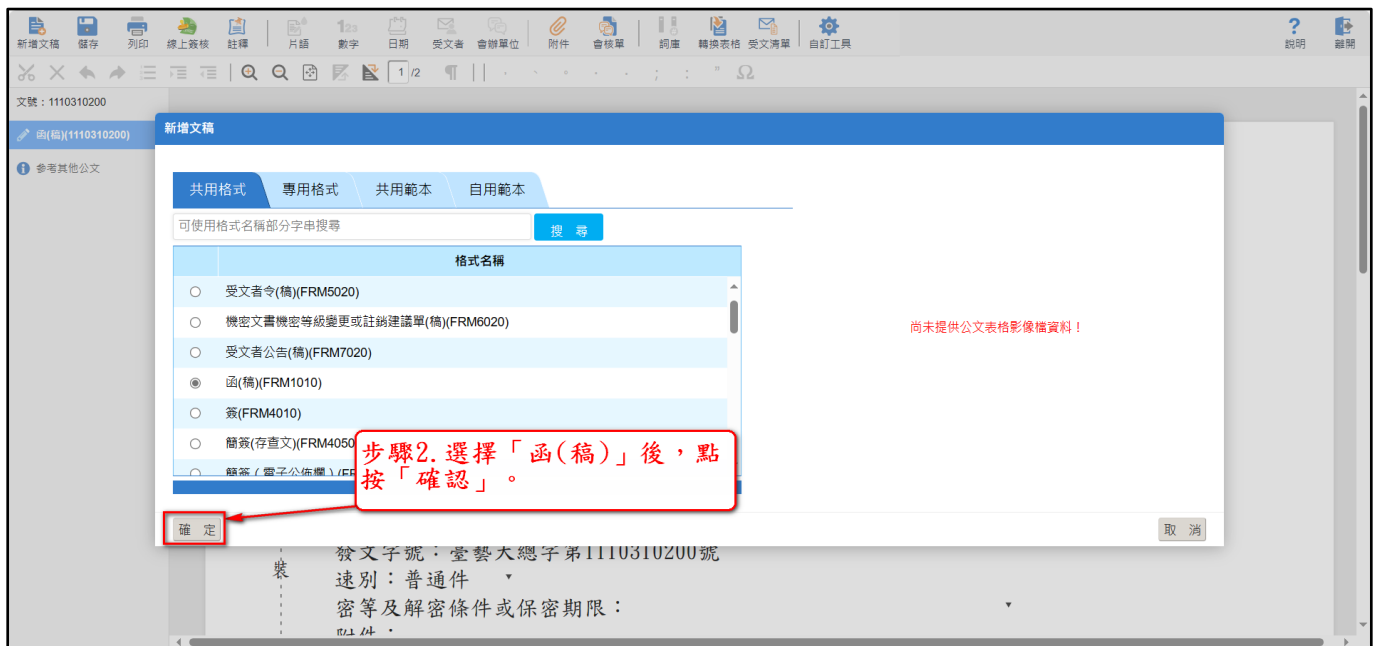 新增文稿 儲存 列印 線上簽核 註釋 片語 數字 日期 受文者 會辦單位 附件 會核單 詞庫 轉換表格 受文清單 自訂工具 說明 離開
1 /2
文號：1110310200
函(稿)(1110310200)
參考其他公文
新增文稿
共用格式 專用格式 共用範本 自用範本
可使用格式名稱部分字串搜尋 搜 尋
格式名稱
受文者令(稿)(FRM5020)
機密文書機密等級變更或註銷建議單(稿)(FRM6020)
尚未提供公文表格影像檔資料！
受文者公告(稿)(FRM7020)
函(稿)(FRM1010)
簽(FRM4010)
簡簽(存查文)(FRM4050
步驟2.選擇「函(稿)」後，點
按「確認」。
確 定 取 消
發文字號：臺藝大總字第1110310200號
裝
速別：普通件
密等及解密條件或保密期限：